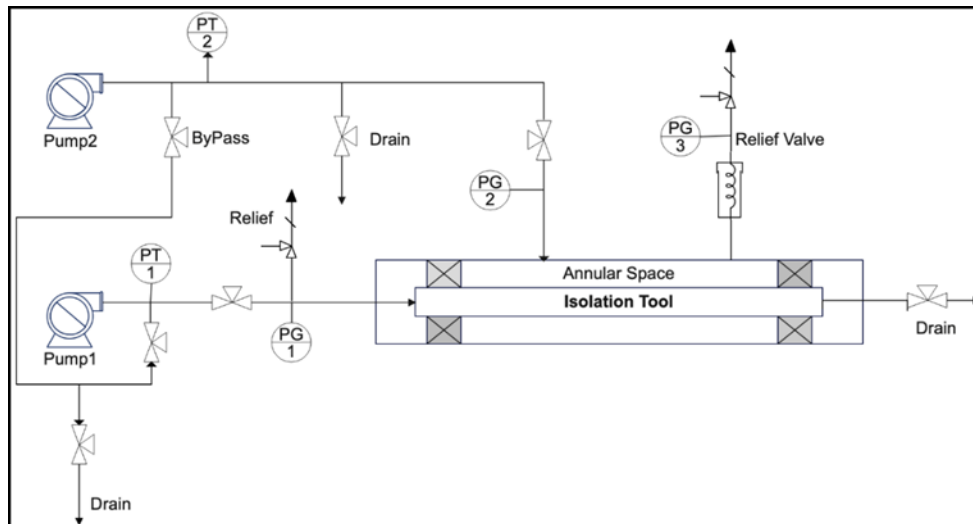 PT
2
Pump2
ByPass
Drain
PG
2
PG
3
Relief Valve
Relief
PT
1
Pump1
PG
1
Annular Space
Isolation Tool
Drain
Drain